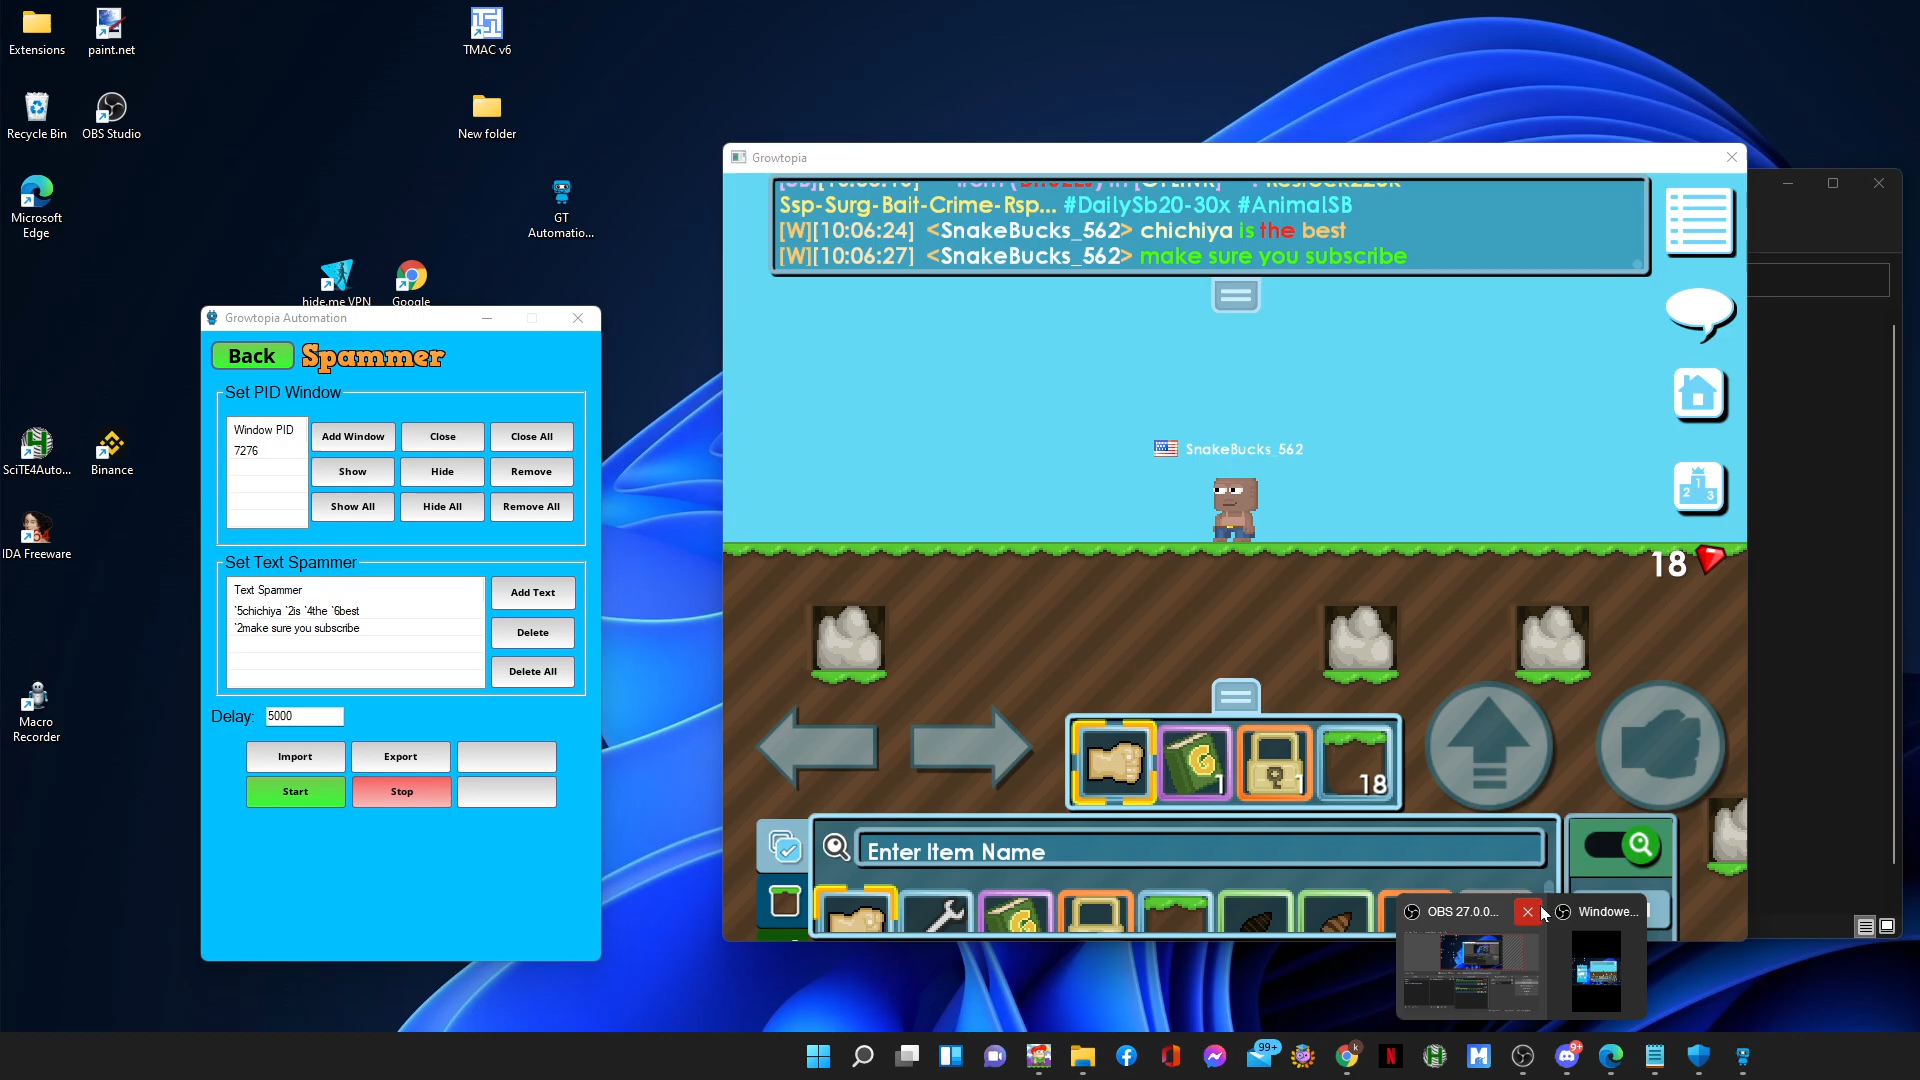 Extensions
paint.net
TMAC v6
Recycle Bin
OBS Studio
New folder
Microsoft
Edge
GT
Automatio...
hide.me VPN
Google
SciTE4Auto...
Binance
IDA Freeware
Macro
Recorder
Growtopia Automation
Back
Spammer
Set PID Window
Window PID
7276
Add Window
Close
Close All
Show
Hide
Remove
Show All
Hide All
Remove All
Set Text Spammer
Text Spammer
`5chichiya `2is `4the `6best
`2make sure you subscribe
Add Text
Delete
Delete All
Delay:
5000
Import
Export
Start
Stop
Growtopia
Ssp-Surg-Bait-Crime-Rsp... #DailySb20-30x #AnimalSB
[W][10:06:24] <SnakeBucks_562> chichiya is the best
[W][10:06:27] <SnakeBucks_562> make sure you subscribe
SnakeBucks_562
1
2
3
18
1
1
18
Enter Item Name
OBS 27.0.0...
Windowe...
99+
k
9+